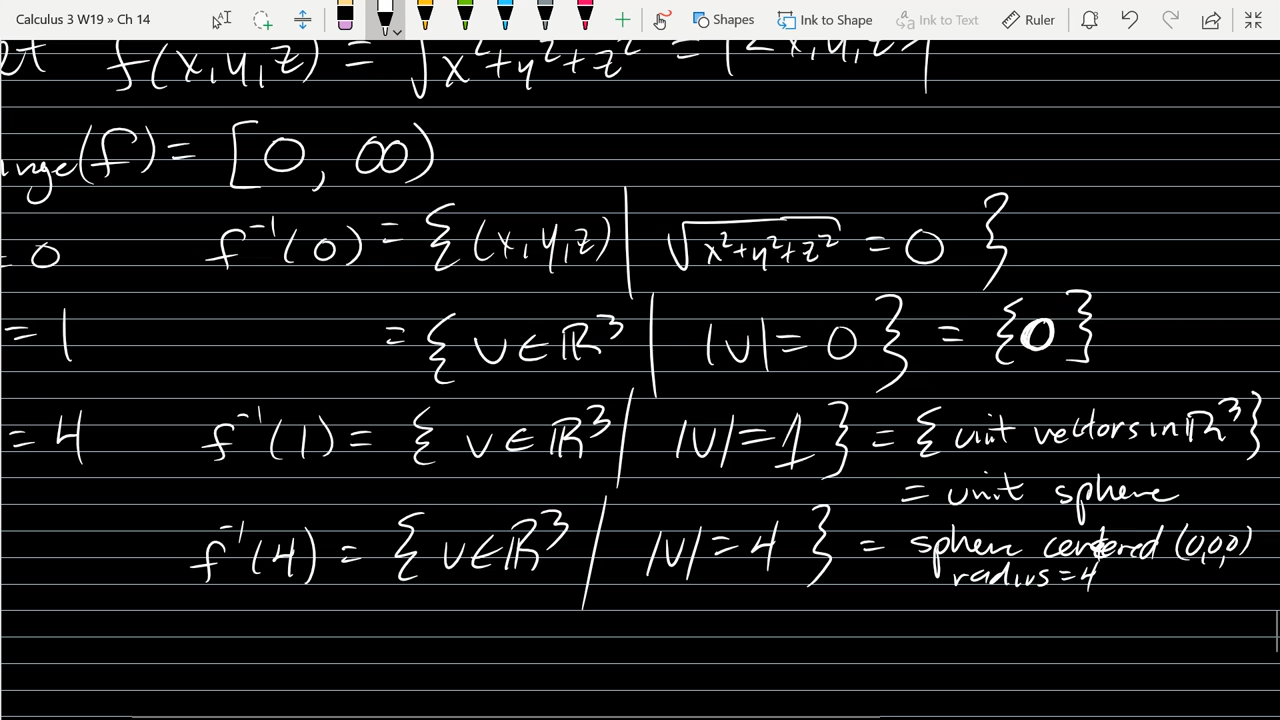 Calculus 3 W19 » Ch 14 Shapes Ink to Shape Ink to Text Ruler
f(x,y,z) = √x²+y²+z² = |<x,y,z>|
(f) = [0, ∞)
= 0 f⁻¹(0) = {(x,y,z) | √x²+y²+z² = 0 }
= 1 = { v ∈ ℝ³ | |v| = 0 } = {0}
= 4 f⁻¹(1) = { v ∈ ℝ³ | |v| = 1 } = { unit vectors in ℝ³ }
= unit sphere
f⁻¹(4) = { v ∈ ℝ³ | |v| = 4 } = sphere centered (0,0,0)
radius = 4